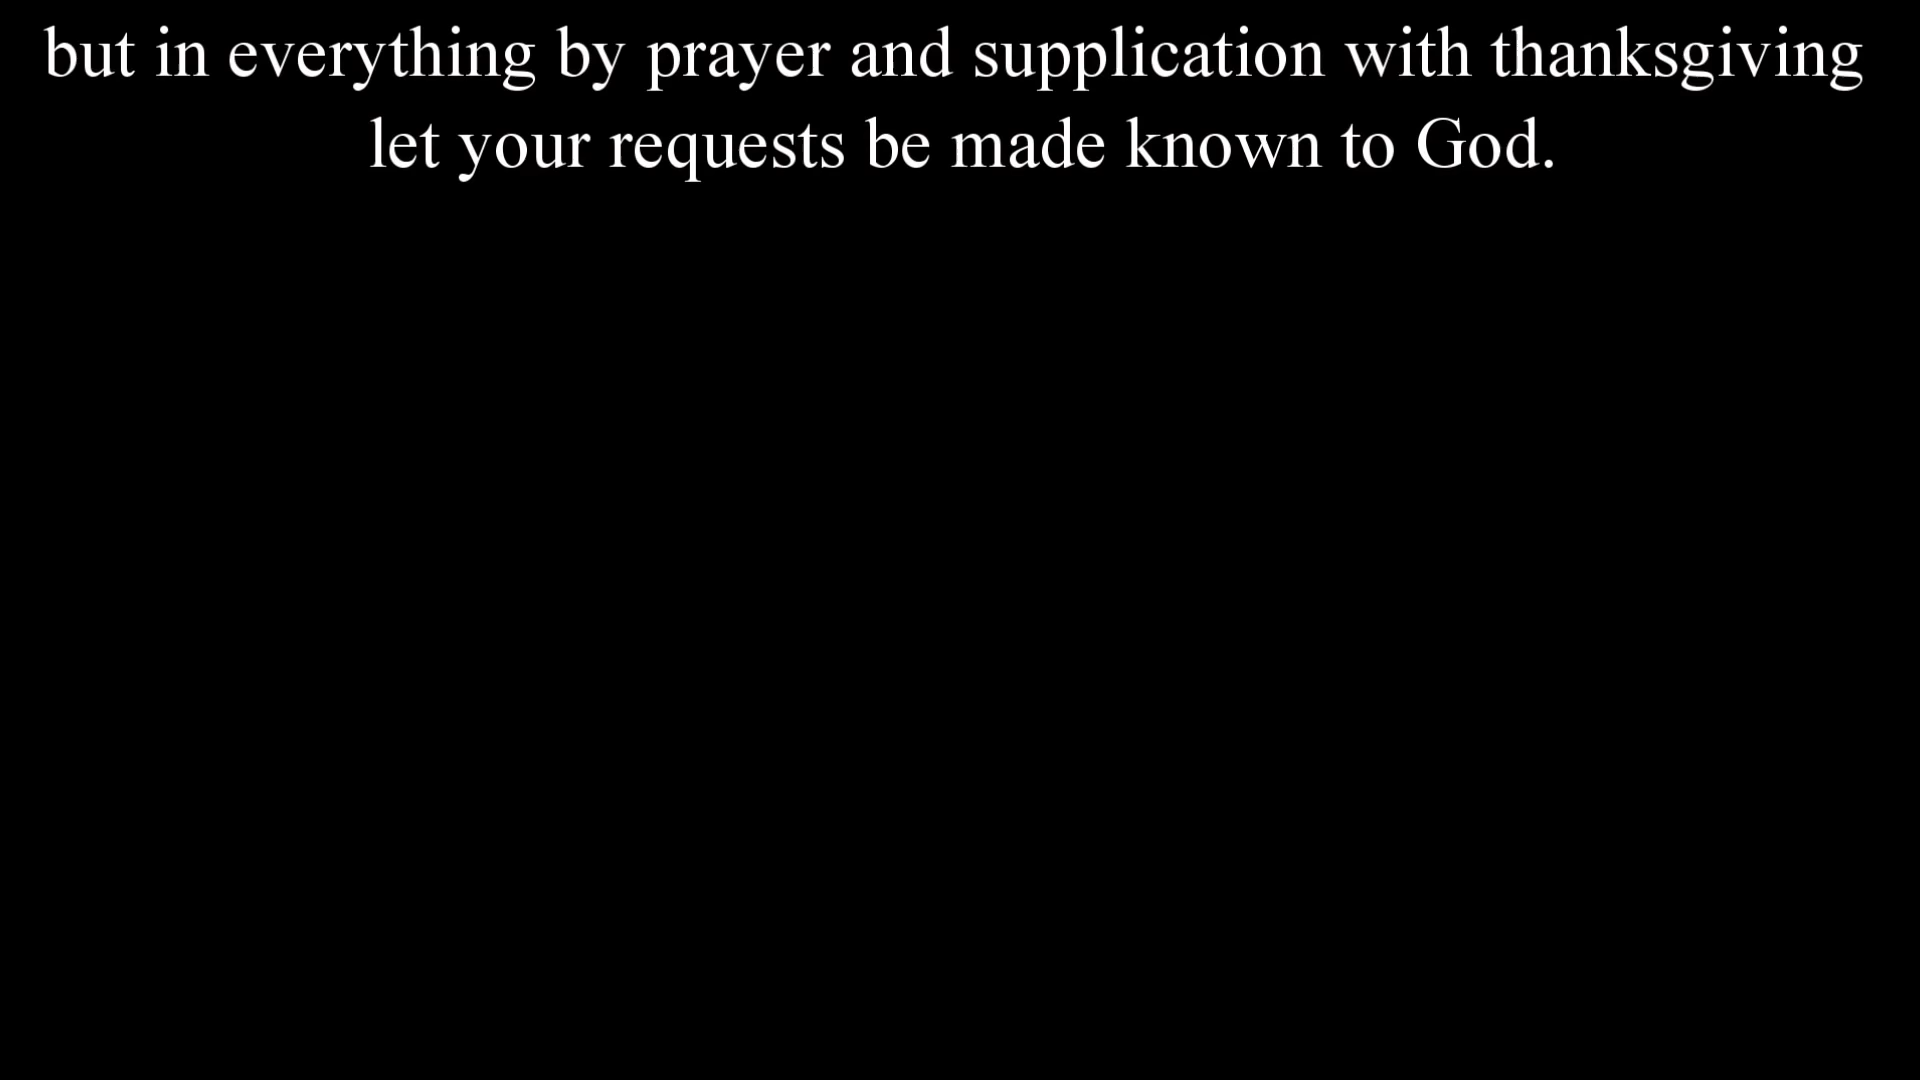 but in everything by prayer and supplication with thanksgiving
let your requests be made known to God.